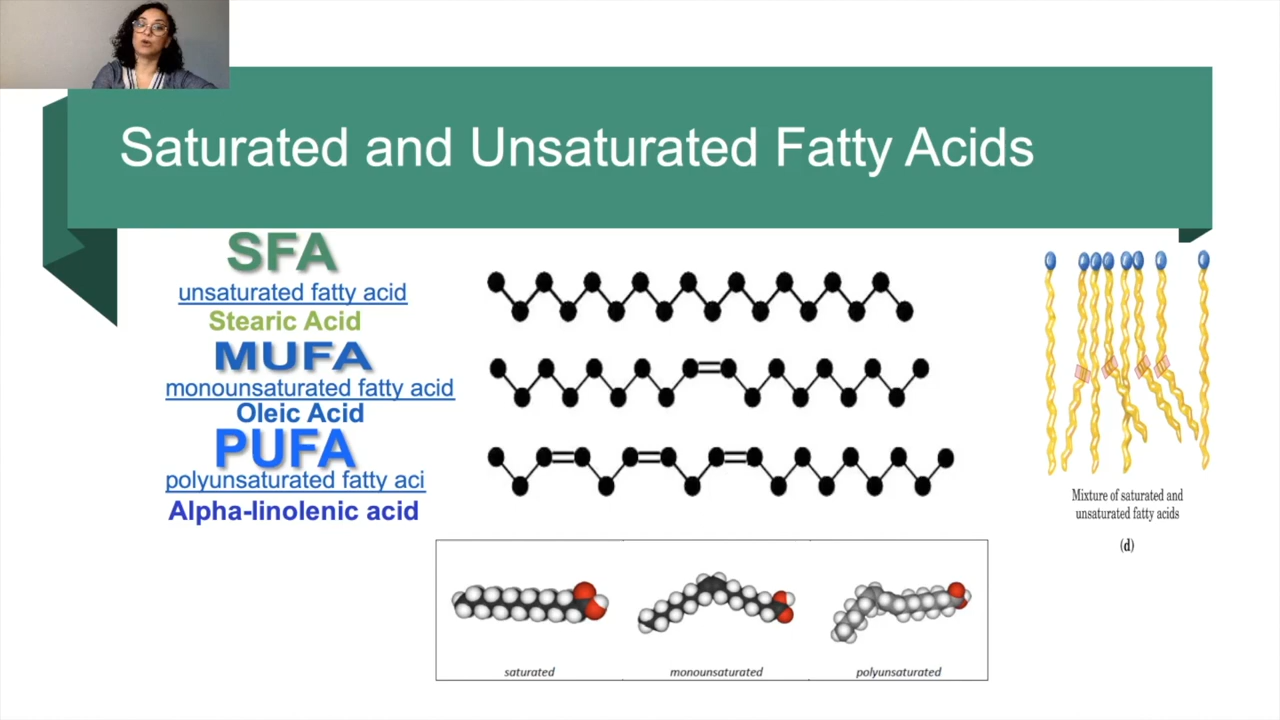 Saturated and Unsaturated Fatty Acids
SFA
unsaturated fatty acid
Stearic Acid
MUFA
monounsaturated fatty acid
Oleic Acid
PUFA
polyunsaturated fatty aci
Alpha-linolenic acid
Mixture of saturated and
unsaturated fatty acids
(d)
saturated
monounsaturated
polyunsaturated